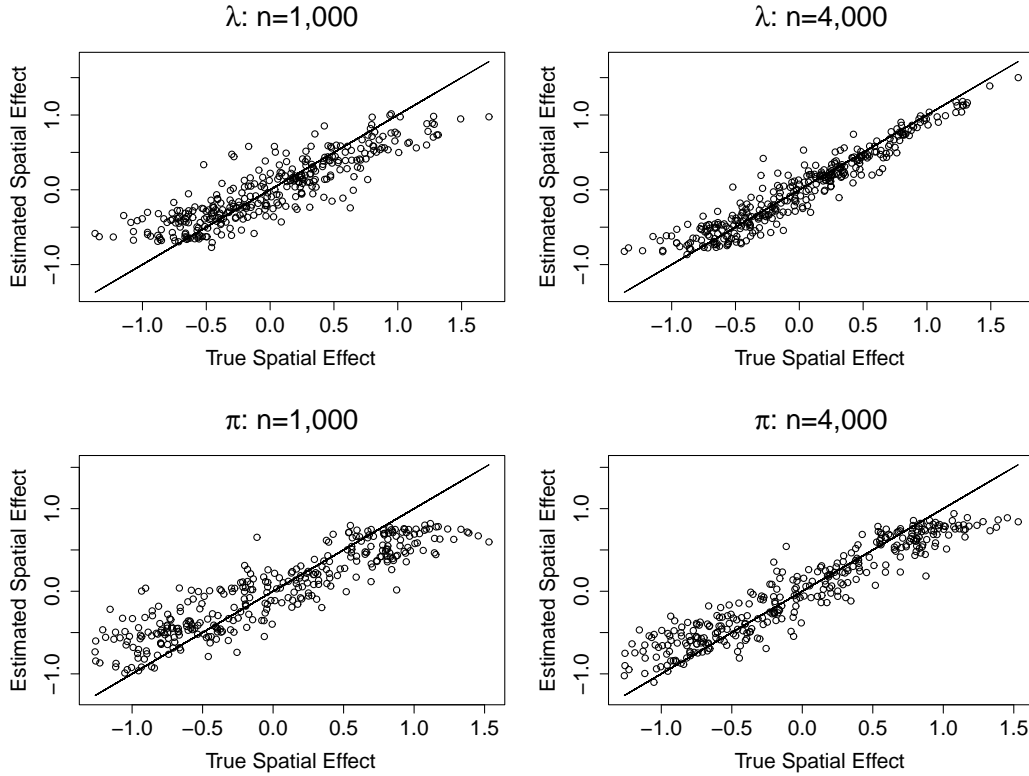 λ: n=1,000
Estimated Spatial Effect
1.0
0.0
−1.0
−1.0 −0.5 0.0 0.5 1.0 1.5
True Spatial Effect
λ: n=4,000
Estimated Spatial Effect
1.0
0.0
−1.0
−1.0 −0.5 0.0 0.5 1.0 1.5
True Spatial Effect
π: n=1,000
Estimated Spatial Effect
1.0
0.0
−1.0
−1.0 −0.5 0.0 0.5 1.0 1.5
True Spatial Effect
π: n=4,000
Estimated Spatial Effect
1.0
0.0
−1.0
−1.0 −0.5 0.0 0.5 1.0 1.5
True Spatial Effect